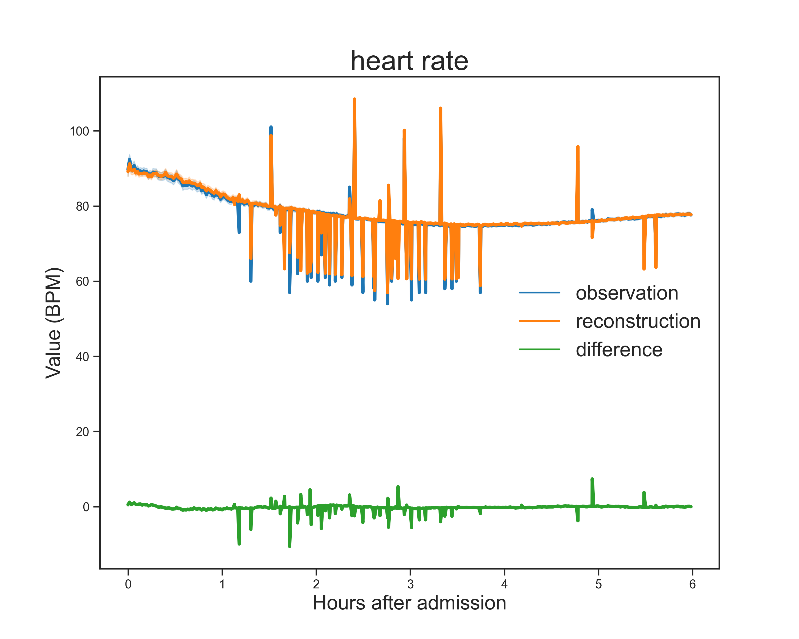 heart rate
100
80
60
40
20
0
Value (BPM)
observation
reconstruction
difference
0 1 2 3 4 5 6
Hours after admission